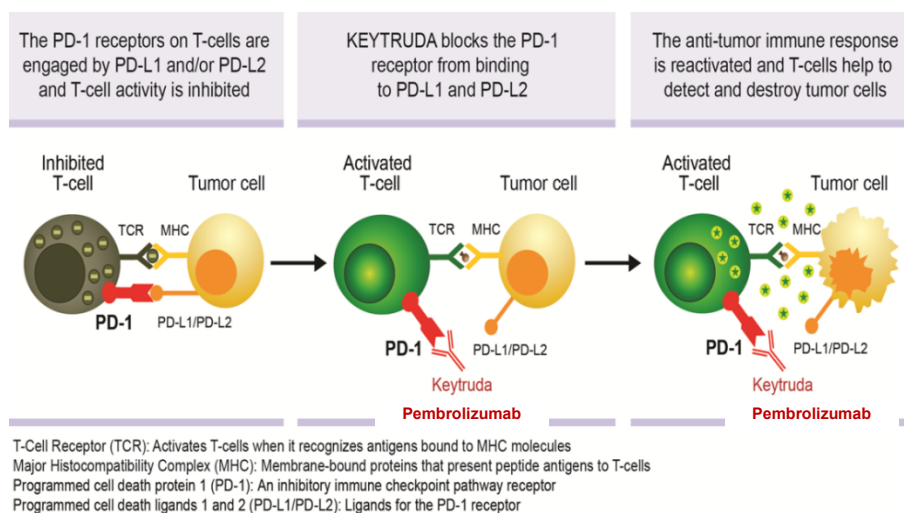 The PD-1 receptors on T-cells are
engaged by PD-L1 and/or PD-L2
and T-cell activity is inhibited
KEYTRUDA blocks the PD-1
receptor from binding
to PD-L1 and PD-L2
The anti-tumor immune response
is reactivated and T-cells help to
detect and destroy tumor cells
Inhibited
T-cell
Tumor cell
TCR
MHC
PD-1
PD-L1/PD-L2
Activated
T-cell
Tumor cell
TCR
MHC
PD-1
PD-L1/PD-L2
Keytruda
Pembrolizumab
Activated
T-cell
Tumor cell
TCR
MHC
PD-1
PD-L1/PD-L2
Keytruda
Pembrolizumab
T-Cell Receptor (TCR): Activates T-cells when it recognizes antigens bound to MHC molecules
Major Histocompatibility Complex (MHC): Membrane-bound proteins that present peptide antigens to T-cells
Programmed cell death protein 1 (PD-1): An inhibitory immune checkpoint pathway receptor
Programmed cell death ligands 1 and 2 (PD-L1/PD-L2): Ligands for the PD-1 receptor